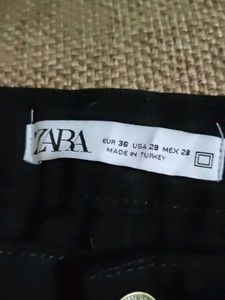 ZARA
EUR 36 USA 28 MEX 28
MADE IN TURKEY